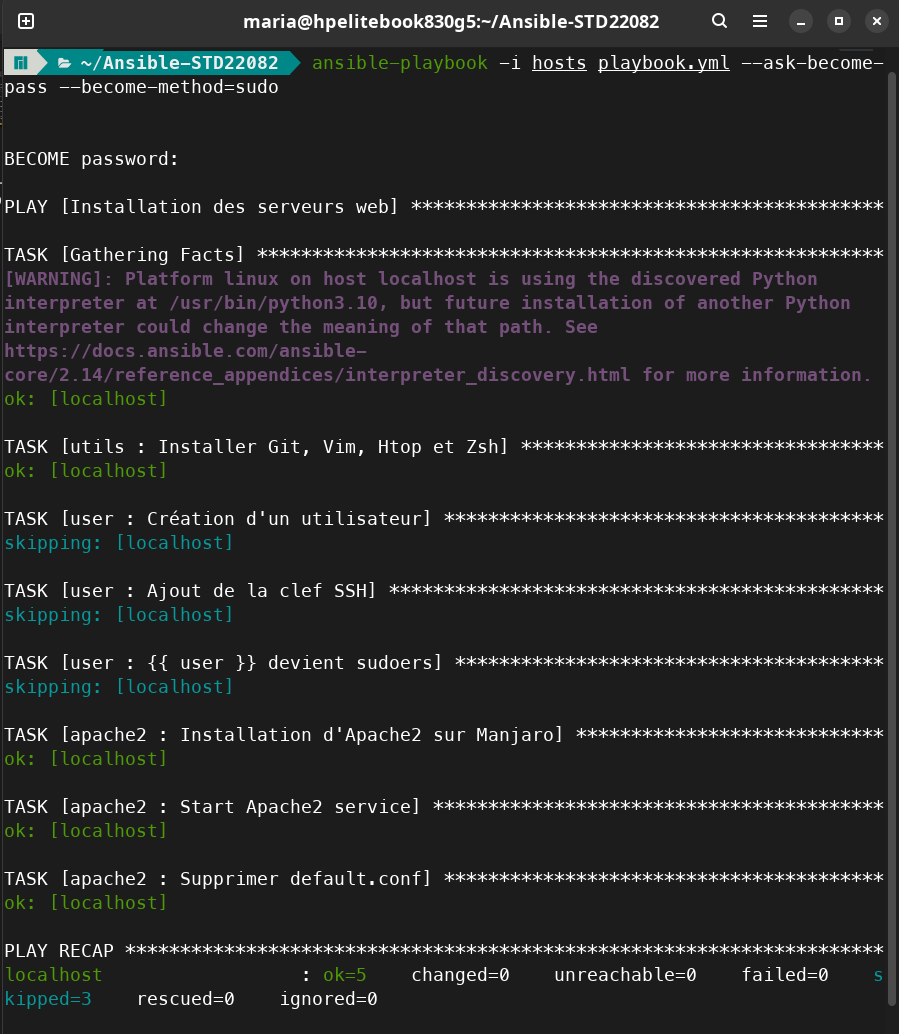 maria@hpelitebook830g5:~/Ansible-STD22082
~/Ansible-STD22082 ansible-playbook -i hosts playbook.yml --ask-become-
pass --become-method=sudo
BECOME password:
PLAY [Installation des serveurs web] *******************************************
TASK [Gathering Facts] *********************************************************
[WARNING]: Platform linux on host localhost is using the discovered Python
interpreter at /usr/bin/python3.10, but future installation of another Python
interpreter could change the meaning of that path. See
https://docs.ansible.com/ansible-
core/2.14/reference_appendices/interpreter_discovery.html for more information.
ok: [localhost]
TASK [utils : Installer Git, Vim, Htop et Zsh] *********************************
ok: [localhost]
TASK [user : Création d'un utilisateur] ****************************************
skipping: [localhost]
TASK [user : Ajout de la clef SSH] *********************************************
skipping: [localhost]
TASK [user : {{ user }} devient sudoers] ***************************************
skipping: [localhost]
TASK [apache2 : Installation d'Apache2 sur Manjaro] ****************************
ok: [localhost]
TASK [apache2 : Start Apache2 service] *****************************************
ok: [localhost]
TASK [apache2 : Supprimer default.conf] ****************************************
ok: [localhost]
PLAY RECAP *********************************************************************
localhost                  : ok=5    changed=0    unreachable=0    failed=0    s
kipped=3    rescued=0    ignored=0